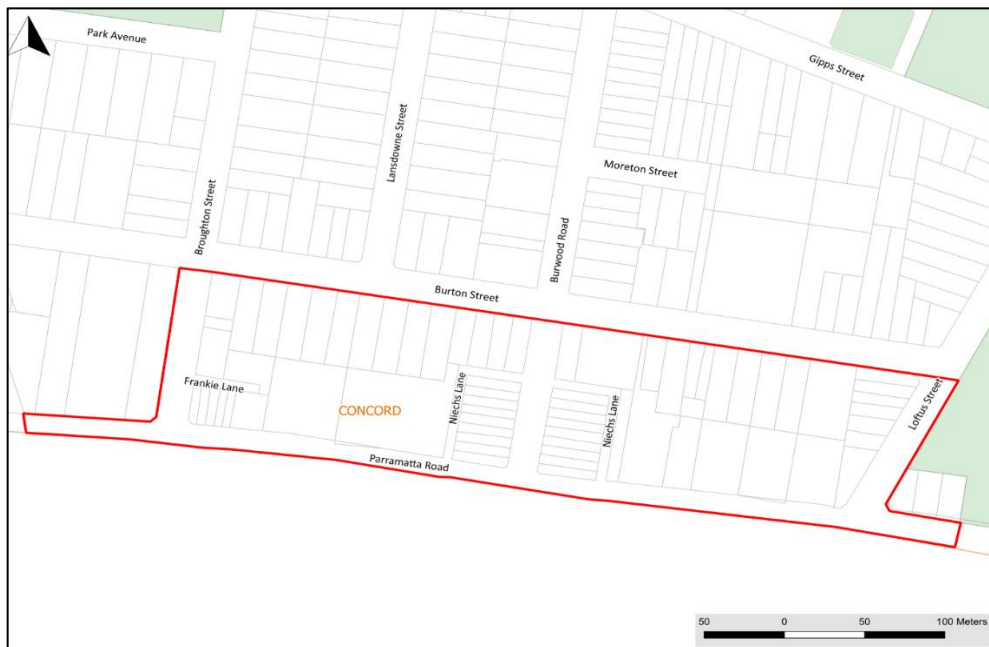 Park Avenue
Gipps Street
Lansdowne Street
Moreton Street
Broughton Street
Burwood Road
Burton Street
Frankie Lane
Niechs Lane
Niechs Lane
Loftus Street
CONCORD
Parramatta Road
50 0 50 100 Meters